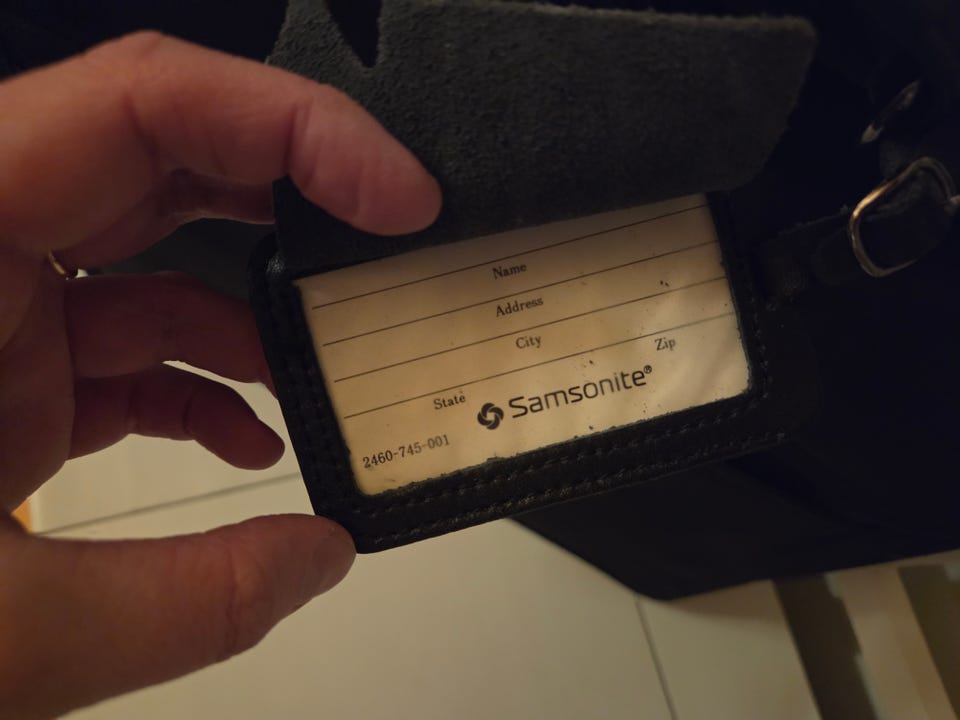 Name
Address
City
State Zip
Samsonite®
2460-745-001